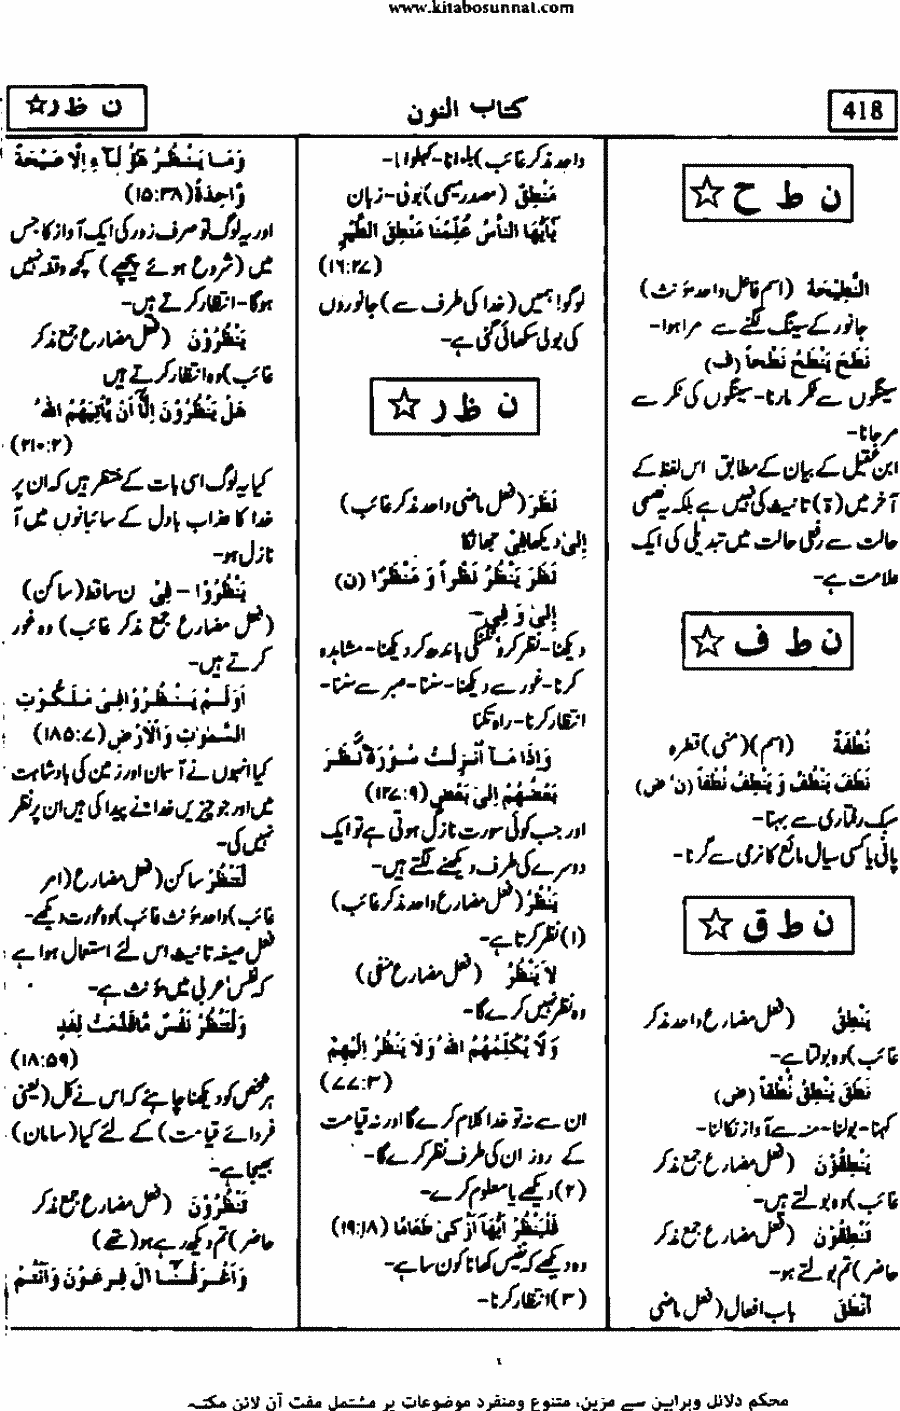 www.kitabosunnat.com
418
کتاب النون
ن ظ ر ☆
ن ط ح ☆
النَّطِيْحَةُ (اسم فاعل واحد مؤنث)
جانور کے سینگ لگنے سے مرا ہوا-
نَطَحَ يَنْطَحُ نَطْحاً (ف)
سینگوں سے ٹکر مارنا- سینگوں کی ٹکر سے
مرجانا-
ابن عقیل کے بیان کے مطابق اس لفظ کے
آخر میں (ۃ) تانیث کی نہیں ہے بلکہ یہ
حالت سے رفعی حالت میں تبدیلی کی ایک
علامت ہے-
ن ط ف ☆
نُطْفَةٌ (اسم) (منی) قطرہ
نَطَفَ يَنْطُفُ وَ يَنْطِفُ نُطْفاً (ن‘ ض)
سبک رفتاری سے بہنا-
پانی یا کسی سیال مائع کا نرمی سے گرنا-
ن ط ق ☆
يَنْطِقُ (فعل مضارع واحد مذکر
غائب) وہ بولتا ہے-
نَطَقَ يَنْطِقُ نُطْقاً (ض)
کہنا- بولنا- منہ سے آواز نکالنا-
يَنْطِقُوْنَ (فعل مضارع جمع مذکر
غائب) وہ بولتے ہیں-
تَنْطِقُوْنَ (فعل مضارع جمع مذکر
حاضر) تم بولتے ہو-
اَنْطَقَ باب افعال (فعل ماضی
واحد مذکر غائب) بلوانا- کہلوانا-
مَنْطِقَ (مصدر میمی) بولی- زبان
يٰٓاَيُّهَا النَّاسُ عُلِّمْنَا مَنْطِقَ الطَّيْرِ
(۱۶:۲۷)
لوگو! ہمیں (خدا کی طرف سے) جانوروں
کی بولی سکھائی گئی ہے-
ن ظ ر ☆
نَظَرَ (فعل ماضی واحد مذکر غائب)
اِلٰى دیکھا فِىْ جھانکا
نَظَرَ يَنْظُرُ نَظْراً وَ مَنْظَرًا (ن)
اِلٰى وَ فِى-
دیکھنا- نظر کرنا ٹکٹکی باندھ کر دیکھنا- مشاہدہ
کرنا- غور سے دیکھنا- سننا- صبر سے سننا-
انتظار کرنا- راہ تکنا
وَاِذَا مَآ اُنْزِلَتْ سُوْرَةٌ نَّظَرَ
بَعْضُهُمْ اِلٰى بَعْضٍ (۱۲۷:۹)
اور جب کوئی سورت نازل ہوتی ہے تو ایک
دوسرے کی طرف دیکھنے لگتے ہیں-
يَنْظُرُ (فعل مضارع واحد مذکر غائب)
(۱) نظر کرتا ہے-
لَا يَنْظُرُ (فعل مضارع منفی)
وہ نظر نہیں کرے گا-
وَلَا يُكَلِّمُهُمُ اللهُ وَلَا يَنْظُرُ اِلَيْهِمْ
(۷۷:۳)
ان سے نہ تو خدا کلام کرے گا اور نہ قیامت
کے روز ان کی طرف نظر کرے گا-
(۲) دیکھے یا معلوم کرے-
فَلْيَنْظُرْ اَيُّهَآ اَزْكٰى طَعَامًا (۱۹:۱۸)
وہ دیکھے کہ نفیس کھانا کون سا ہے-
(۳) انتظار کرنا-
وَمَا يَنْظُرُ هٰٓؤُلَآءِ اِلَّا صَيْحَةً
وَّاحِدَةً (۱۵:۳۸)
اور یہ لوگ تو صرف زور کی ایک آواز کا جس
میں (شروع ہوئے پیچھے) کچھ وقفہ نہیں
ہوگا- انتظار کرتے ہیں-
يَنْظُرُوْنَ (فعل مضارع جمع مذکر
غائب) وہ انتظار کرتے ہیں
هَلْ يَنْظُرُوْنَ اِلَّآ اَنْ يَّأْتِيَهُمُ اللهُ
(۲۱۰:۲)
کیا یہ لوگ اسی بات کے منتظر ہیں کہ ان پر
خدا کا عذاب بادل کے سائبانوں میں آ
نازل ہو-
يَنْظُرُوْا – فِىْ ن ساقط (ساکن)
(فعل مضارع جمع مذکر غائب) وہ غور
کرتے ہیں-
اَوَلَمْ يَنْظُرُوْا فِىْ مَلَكُوْتِ
السَّمٰوٰتِ وَالْاَرْضِ (۱۸۵:۷)
کیا انہوں نے آسمان اور زمین کی بادشاہت
میں اور جو چیزیں خدا نے پیدا کی ہیں ان پر نظر
نہیں کی-
لِتَنْظُرْ ساکن (فعل مضارع (امر
غائب) واحد مؤنث غائب) وہ عورت دیکھے-
فعل صیغہ تانیث اس لئے استعمال ہوا ہے
کہ نفس عربی میں مؤنث ہے-
وَلْتَنْظُرْ نَفْسٌ مَّا قَدَّمَتْ لِغَدٍ
(۱۸:۵۹)
ہر شخص کو دیکھنا چاہئے کہ اس نے کل (یعنی
فردائے قیامت) کے لئے کیا (سامان)
بھیجا ہے-
تَنْظُرُوْنَ (فعل مضارع جمع مذکر
حاضر) تم دیکھ رہے ہو (تھے)
وَاَغْرَقْنَآ اٰلَ فِرْعَوْنَ وَاَنْتُمْ
۱
محکم دلائل وبراہین سے مزین، متنوع ومنفرد موضوعات پر مشتمل مفت آن لائن مکتبہ